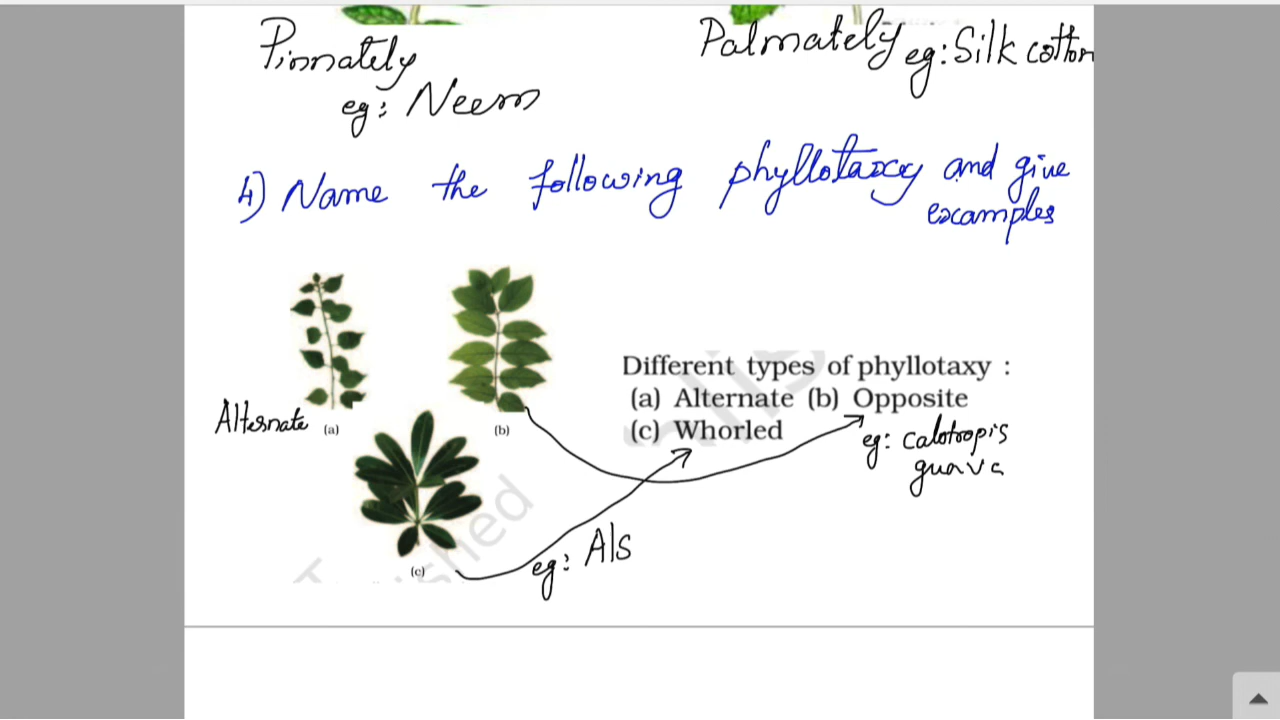 Pinnately
eg: Neem
Palmately eg: Silk cotton
4) Name the following phyllotaxy and give
examples
Alternate (a)
(b)
(c)
Different types of phyllotaxy :
(a) Alternate (b) Opposite
(c) Whorled
eg: calotropis
guava
eg: Als